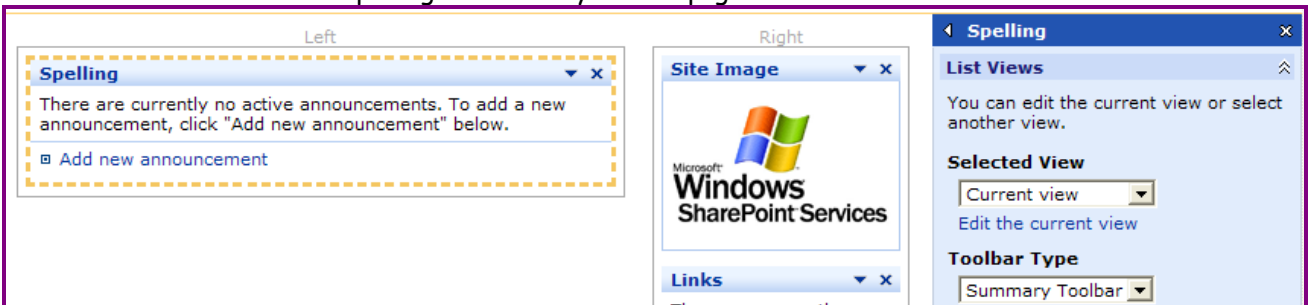 Left
Spelling
There are currently no active announcements. To add a new
announcement, click "Add new announcement" below.
Add new announcement
Right
Site Image
Microsoft
Windows
SharePoint Services
Links
Spelling
List Views
You can edit the current view or select
another view.
Selected View
Current view
Edit the current view
Toolbar Type
Summary Toolbar